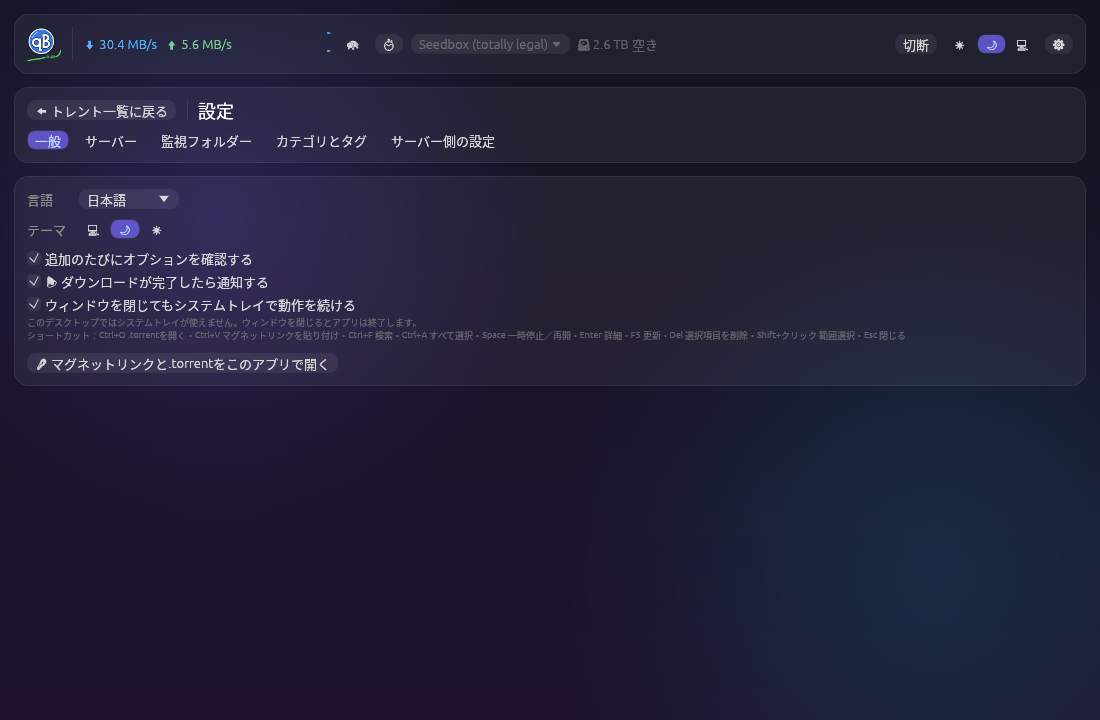 qB
30.4 MB/s 5.6 MB/s - - Seedbox (totally legal) 2.6 TB 空き 切断
トレント一覧に戻る 設定
一般 サーバー 監視フォルダー カテゴリとタグ サーバー側の設定
言語 日本語
テーマ
追加のたびにオプションを確認する
ダウンロードが完了したら通知する
ウィンドウを閉じてもシステムトレイで動作を続ける
このデスクトップではシステムトレイが使えません。ウィンドウを閉じるとアプリは終了します。
ショートカット：Ctrl+O .torrentを開く・Ctrl+V マグネットリンクを貼り付け・Ctrl+F 検索・Ctrl+A すべて選択・Space 一時停止／再開・Enter 詳細・F5 更新・Del 選択項目を削除・Shift+クリック 範囲選択・Esc 閉じる
マグネットリンクと.torrentをこのアプリで開く